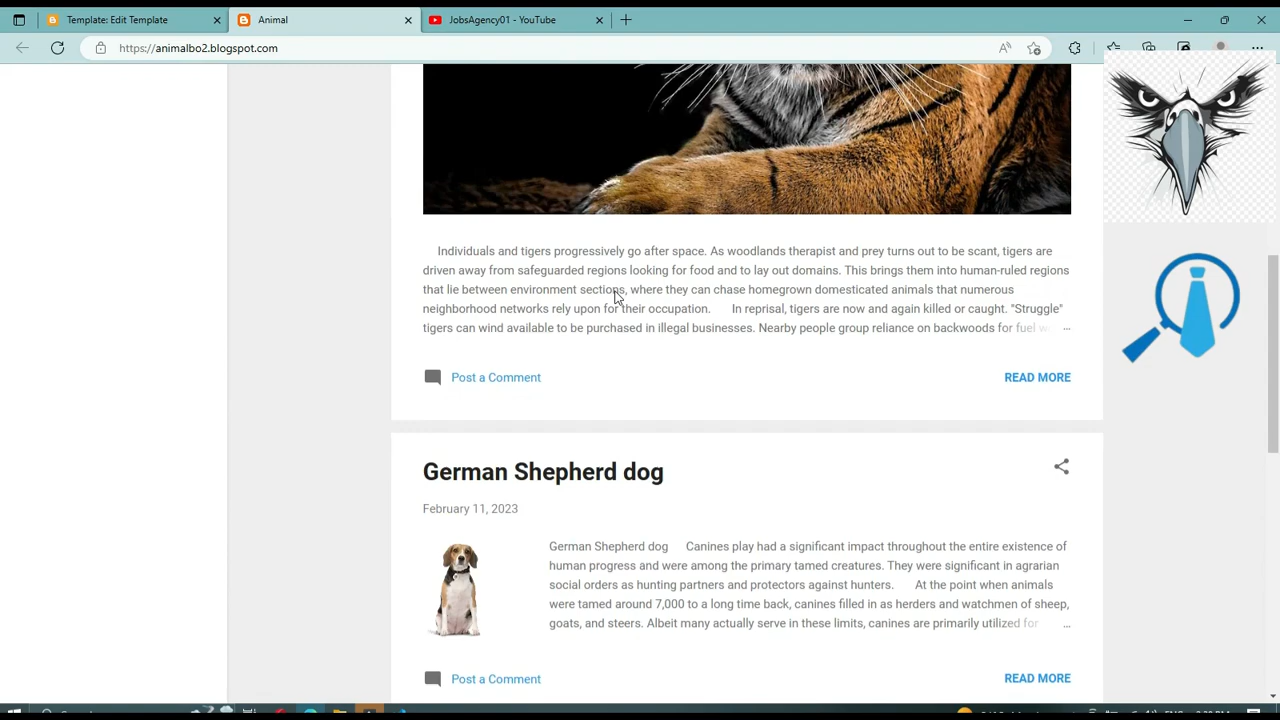 Template: Edit Template
Animal
JobsAgency01 - YouTube
https://animalbo2.blogspot.com
Individuals and tigers progressively go after space. As woodlands therapist and prey turns out to be scant, tigers are
driven away from safeguarded regions looking for food and to lay out domains. This brings them into human-ruled regions
that lie between environment sections, where they can chase homegrown domesticated animals that numerous
neighborhood networks rely upon for their occupation. In reprisal, tigers are now and again killed or caught. "Struggle"
tigers can wind available to be purchased in illegal businesses. Nearby people group reliance on backwoods for fuel ...
Post a Comment
READ MORE
German Shepherd dog
February 11, 2023
German Shepherd dog Canines play had a significant impact throughout the entire existence of
human progress and were among the primary tamed creatures. They were significant in agrarian
social orders as hunting partners and protectors against hunters. At the point when animals
were tamed around 7,000 to a long time back, canines filled in as herders and watchmen of sheep,
goats, and steers. Albeit many actually serve in these limits, canines are primarily utilized for ...
Post a Comment
READ MORE